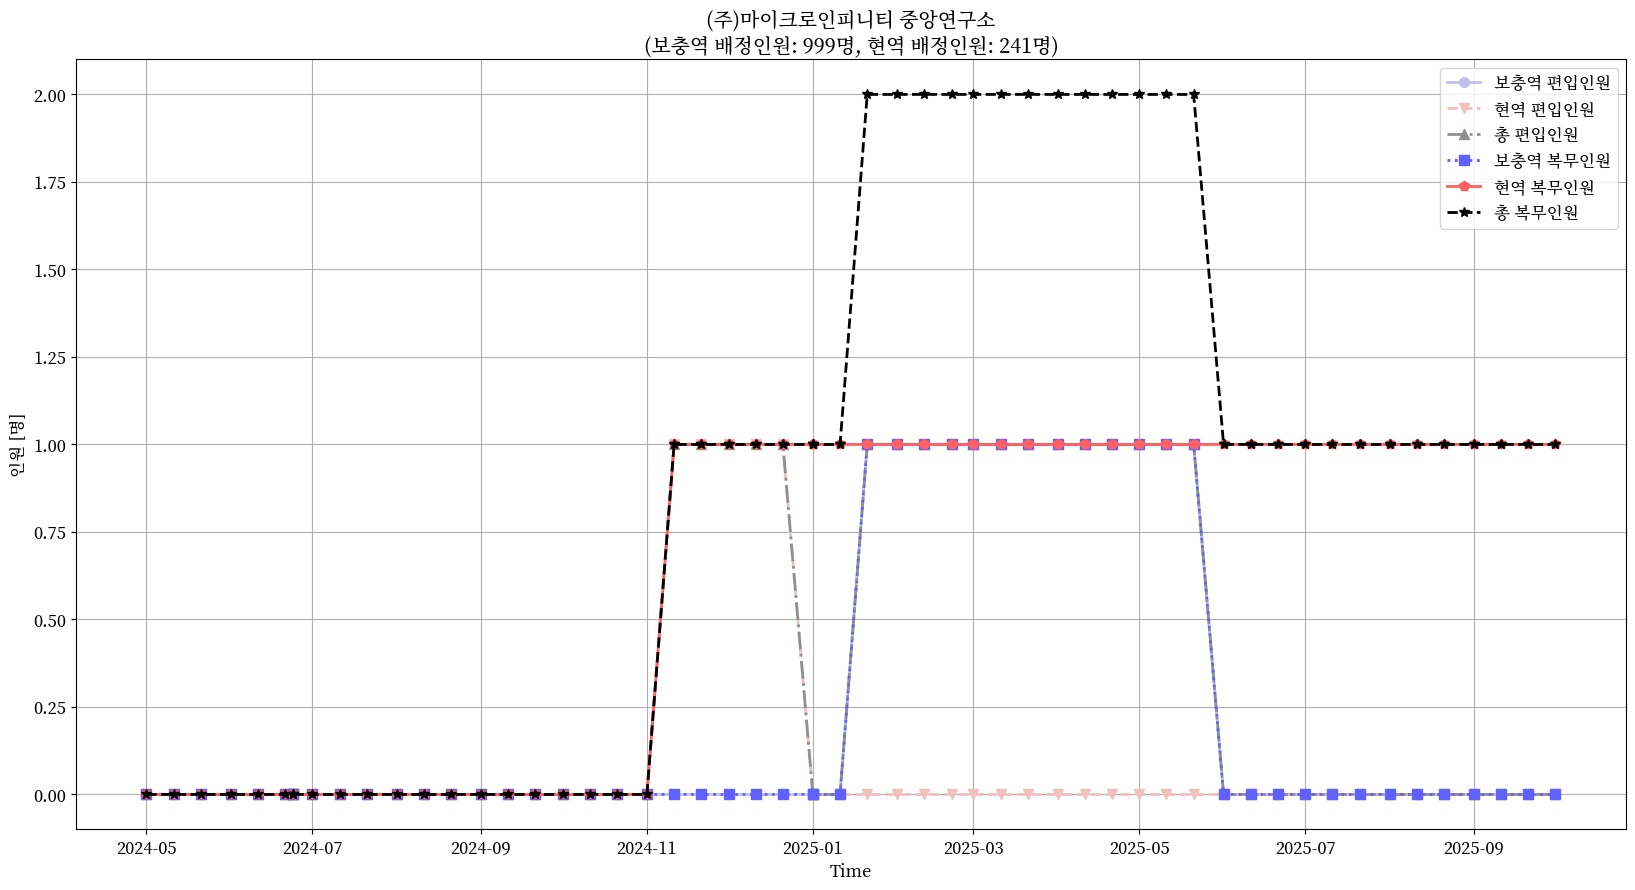 (주)마이크로인피니티 중앙연구소
(보충역 배정인원: 999명, 현역 배정인원: 241명)
보충역 편입인원
현역 편입인원
총 편입인원
보충역 복무인원
현역 복무인원
총 복무인원
인원 [명]
2.00
1.75
1.50
1.25
1.00
0.75
0.50
0.25
0.00
2024-05
2024-07
2024-09
2024-11
2025-01
2025-03
2025-05
2025-07
2025-09
Time